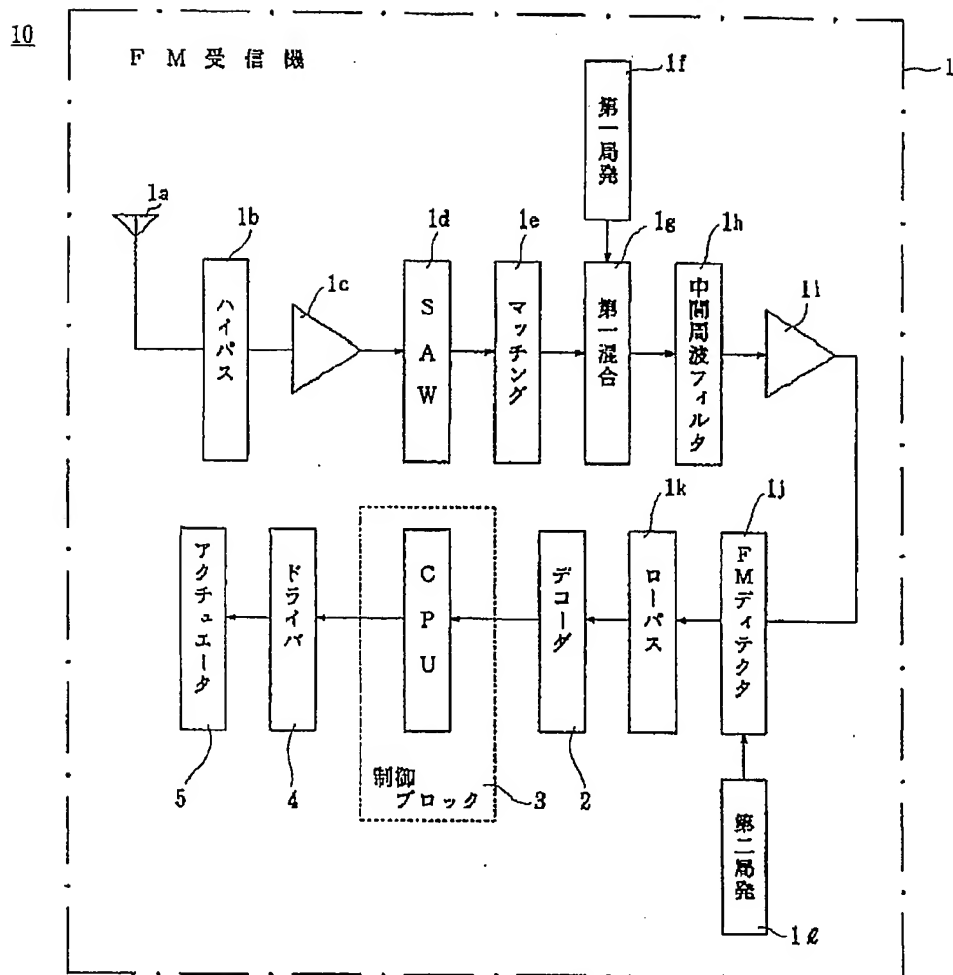 10
FM受信機
1
1f
第一局発
1a
1b
ハイパス
1c
1d
SAW
1e
マッチング
1g
第一混合
1h
中間周波フィルタ
1i
アクチュエータ
5
ドライバ
4
CPU
制御
ブロック
3
デコーダ
2
1k
ローパス
1j
FMディテクタ
第二局発
1ℓ